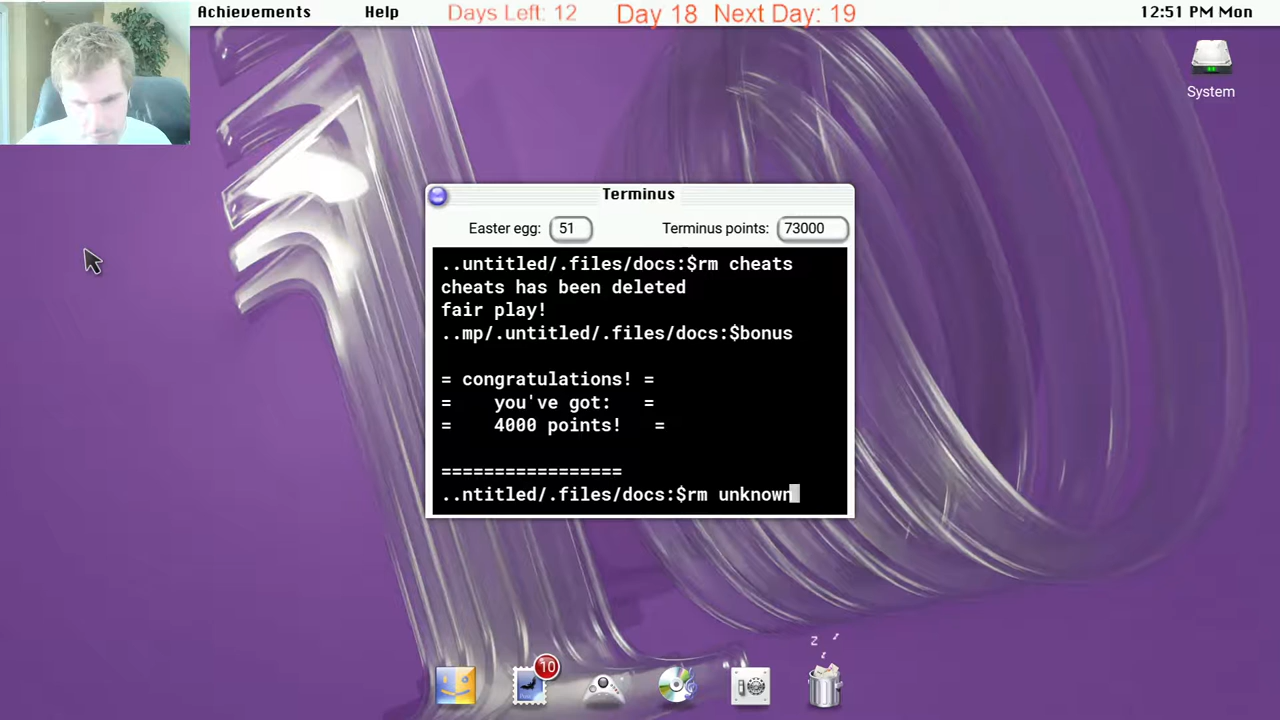 Achievements Help Days Left: 12 Day 18 Next Day: 19 12:51 PM Mon
System
Terminus
Easter egg: 51 Terminus points: 73000
..untitled/.files/docs:$rm cheats
cheats has been deleted
fair play!
..mp/.untitled/.files/docs:$bonus
= congratulations! =
= you've got: =
= 4000 points! =
=================
..ntitled/.files/docs:$rm unknown
z z z
10